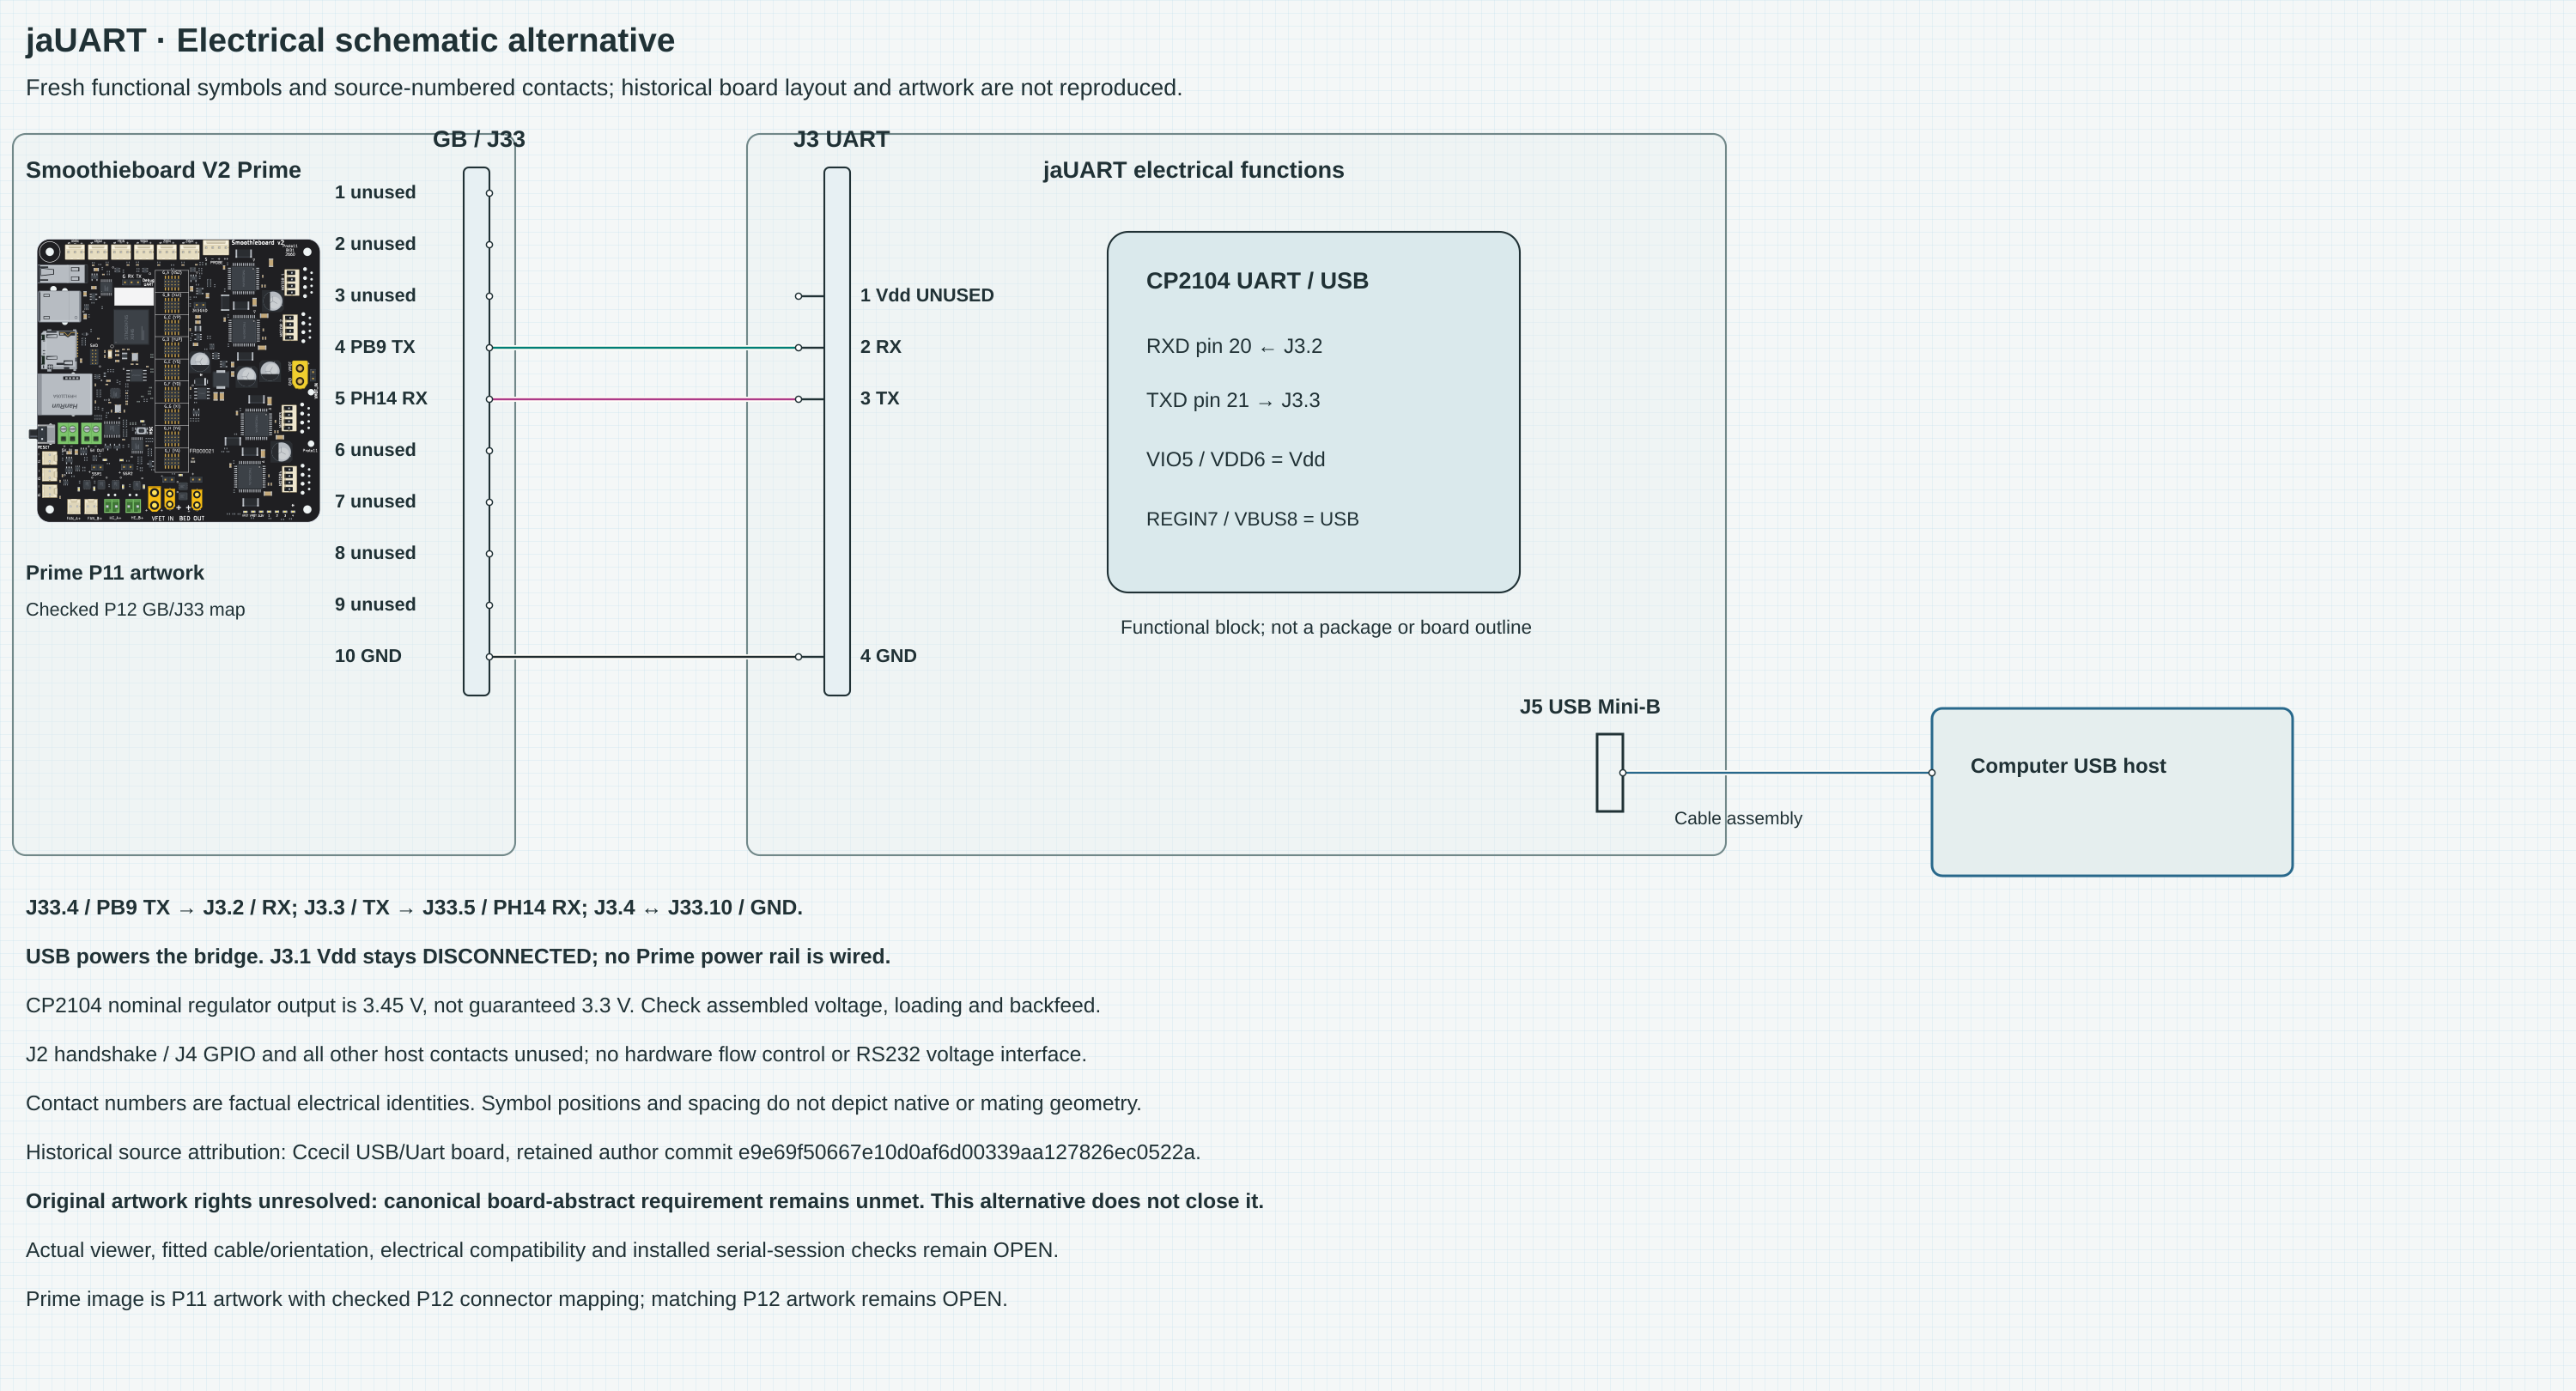 jaUART · Electrical schematic alternative
Fresh functional symbols and source-numbered contacts; historical board layout and artwork are not reproduced.
GB / J33
J3 UART
Smoothieboard V2 Prime
jaUART electrical functions
1 unused
2 unused
3 unused
4 PB9 TX
5 PH14 RX
6 unused
7 unused
8 unused
9 unused
10 GND
Smoothieboard v2
VFET IN BED OUT
Prime P11 artwork
Checked P12 GB/J33 map
1 Vdd UNUSED
2 RX
3 TX
4 GND
CP2104 UART / USB
RXD pin 20 ← J3.2
TXD pin 21 → J3.3
VIO5 / VDD6 = Vdd
REGIN7 / VBUS8 = USB
Functional block; not a package or board outline
J5 USB Mini-B
Cable assembly
Computer USB host
J33.4 / PB9 TX → J3.2 / RX; J3.3 / TX → J33.5 / PH14 RX; J3.4 ↔ J33.10 / GND.
USB powers the bridge. J3.1 Vdd stays DISCONNECTED; no Prime power rail is wired.
CP2104 nominal regulator output is 3.45 V, not guaranteed 3.3 V. Check assembled voltage, loading and backfeed.
J2 handshake / J4 GPIO and all other host contacts unused; no hardware flow control or RS232 voltage interface.
Contact numbers are factual electrical identities. Symbol positions and spacing do not depict native or mating geometry.
Historical source attribution: Ccecil USB/Uart board, retained author commit e9e69f50667e10d0af6d00339aa127826ec0522a.
Original artwork rights unresolved: canonical board-abstract requirement remains unmet. This alternative does not close it.
Actual viewer, fitted cable/orientation, electrical compatibility and installed serial-session checks remain OPEN.
Prime image is P11 artwork with checked P12 connector mapping; matching P12 artwork remains OPEN.